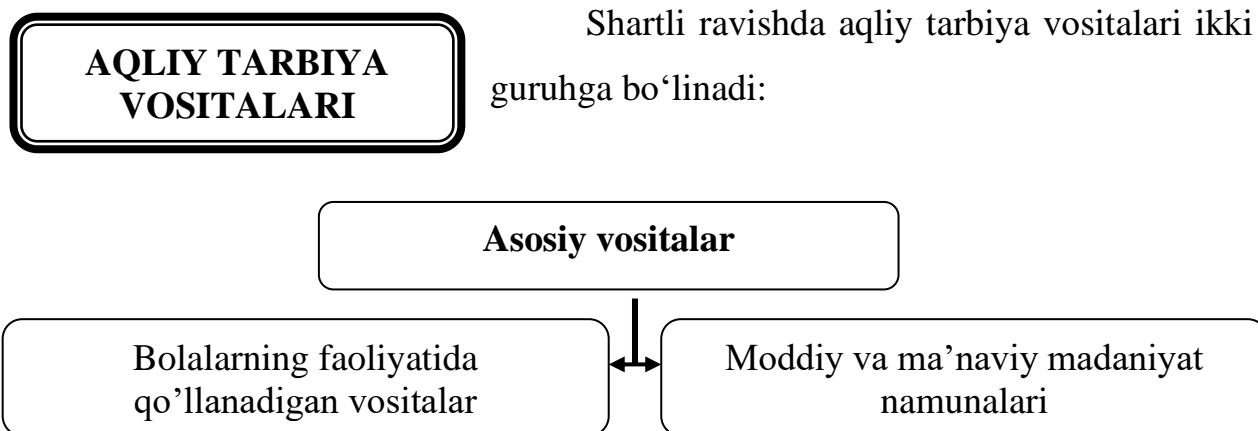 AQLIY TARBIYA
VOSITALARI
Shartli ravishda aqliy tarbiya vositalari ikki
guruhga bo‘linadi:
Asosiy vositalar
Bolalarning faoliyatida
qo’llanadigan vositalar
Moddiy va ma’naviy madaniyat
namunalari